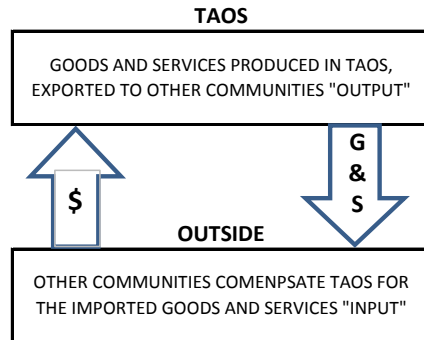 TAOS
GOODS AND SERVICES PRODUCED IN TAOS,
EXPORTED TO OTHER COMMUNITIES "OUTPUT"
$
G
&
S
OUTSIDE
OTHER COMMUNITIES COMENPSATE TAOS FOR
THE IMPORTED GOODS AND SERVICES "INPUT"